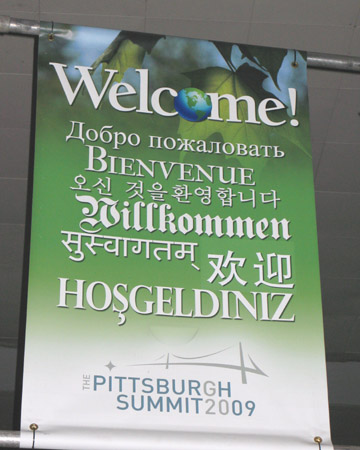 Welcome!
Добро пожаловать
BIENVENUE
오신 것을환영합니다
Willkommen
सुस्वागतम् 欢迎
HOŞGELDINIZ
THE PITTSBURGH
SUMMIT 2009